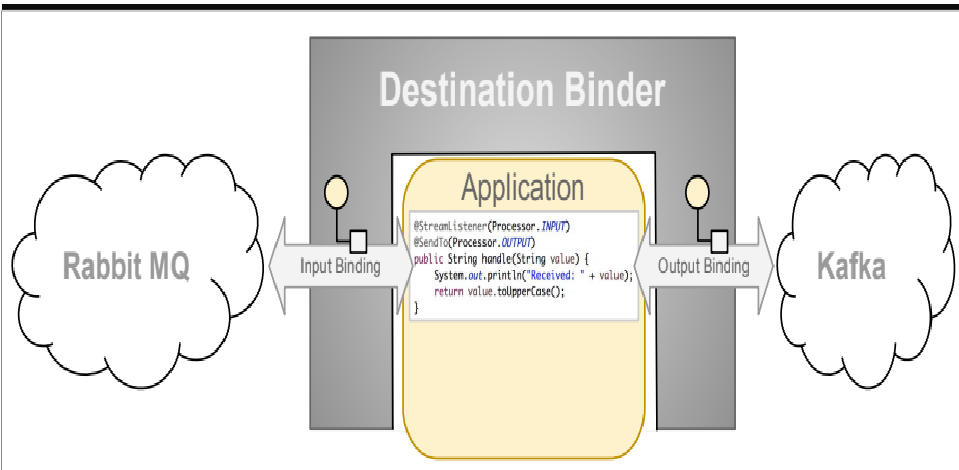 Destination Binder
Application
@StreamListener(Processor.INPUT)
@SendTo(Processor.OUTPUT)
public String handle(String value) {
    System.out.println("Received: " + value);
    return value.toUpperCase();
}
Rabbit MQ
Input Binding
Output Binding
Kafka